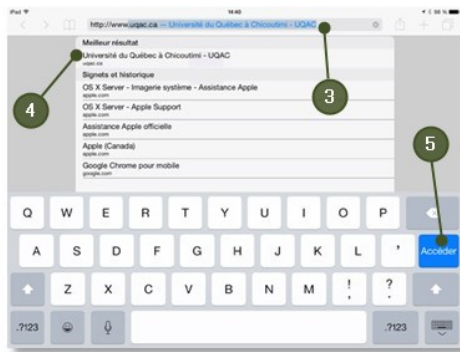 iPad 14:40
http://www.uqac.ca — Université du Québec à Chicoutimi - UQAC
3
Meilleur résultat
4
Université du Québec à Chicoutimi - UQAC
uqac.ca
Signets et historique
OS X Server - Imagerie système - Assistance Apple
apple.com
OS X Server - Apple Support
apple.com
Assistance Apple officielle
apple.com
Apple (Canada)
apple.com
Google Chrome pour mobile
google.com
5
Q W E R T Y U I O P
A S D F G H J K L ' Accéder
Z X C V B N M ! , ? .
.?123 .?123